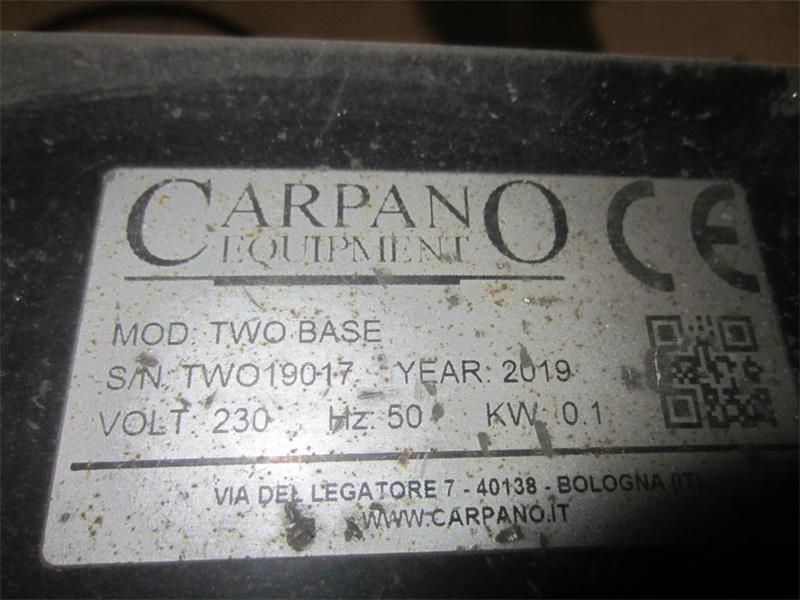 CARPANO
EQUIPMENT
CE
MOD: TWO BASE
S/N. TWO19017 YEAR: 2019
VOLT: 230 Hz: 50 KW: 0.1
VIA DEL LEGATORE 7 - 40138 - BOLOGNA (IT)
WWW.CARPANO.IT